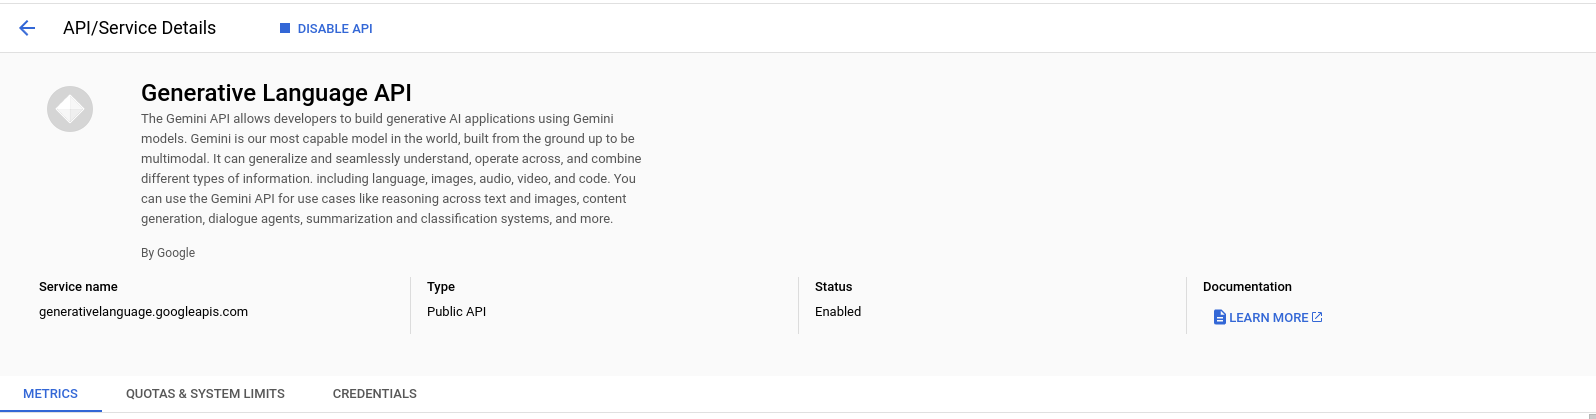 API/Service Details
DISABLE API
Generative Language API
The Gemini API allows developers to build generative AI applications using Gemini
models. Gemini is our most capable model in the world, built from the ground up to be
multimodal. It can generalize and seamlessly understand, operate across, and combine
different types of information. including language, images, audio, video, and code. You
can use the Gemini API for use cases like reasoning across text and images, content
generation, dialogue agents, summarization and classification systems, and more.
By Google
Service name
generativelanguage.googleapis.com
Type
Public API
Status
Enabled
Documentation
LEARN MORE
METRICS
QUOTAS & SYSTEM LIMITS
CREDENTIALS